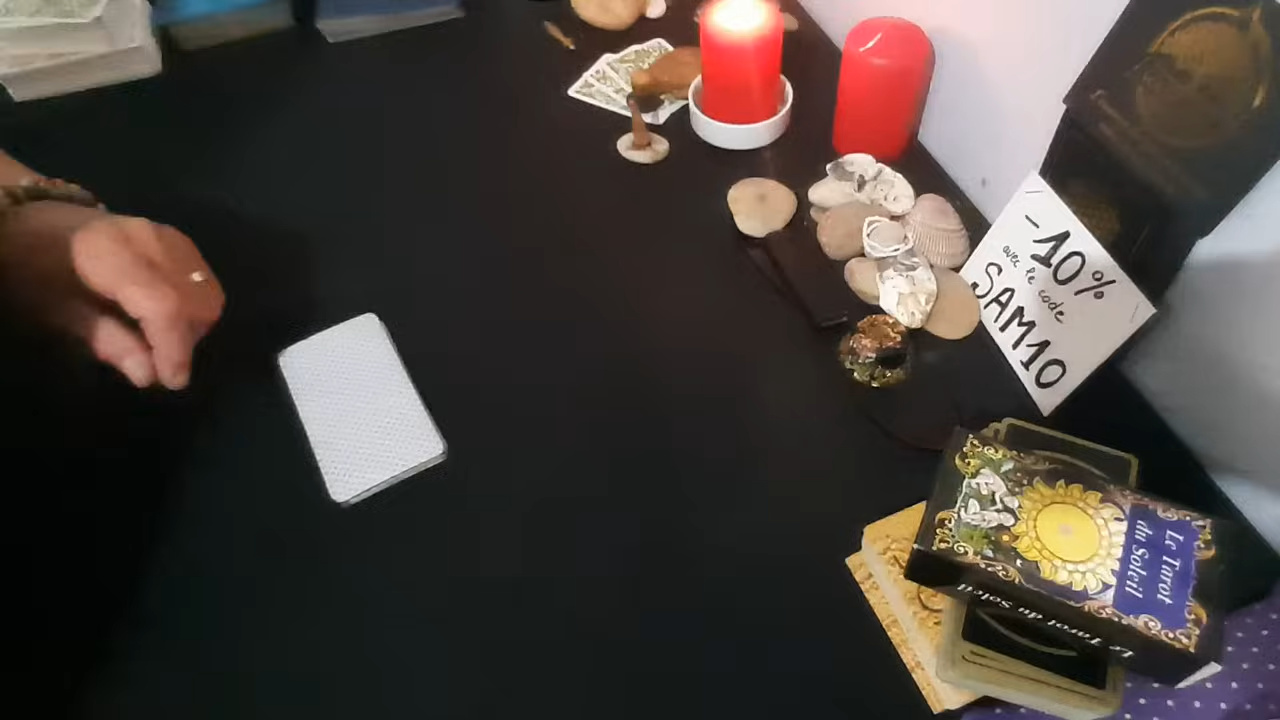 -10%
avec le code
SAM10
Le Tarot
du Soleil
Le Tarot du Soleil